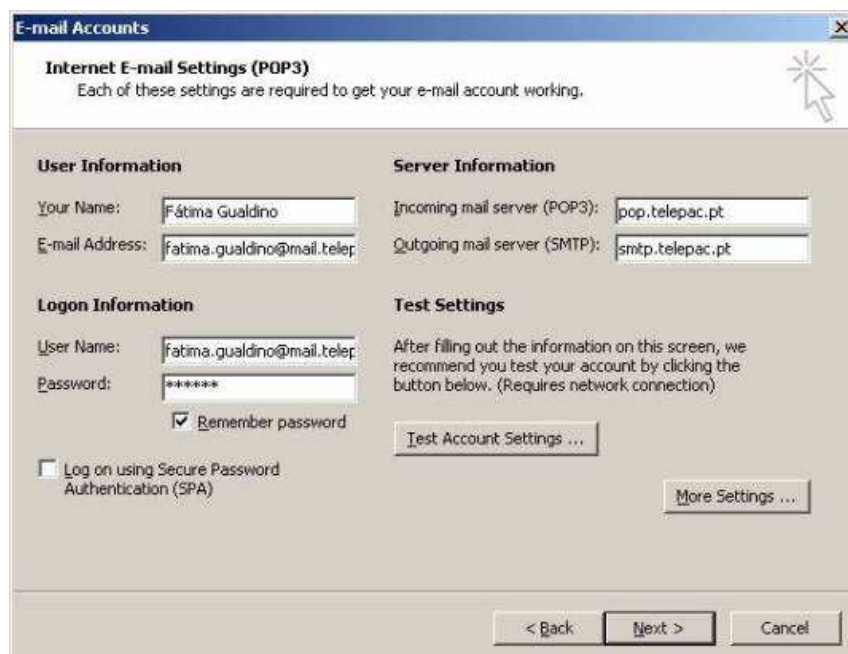 E-mail Accounts
Internet E-mail Settings (POP3)
Each of these settings are required to get your e-mail account working.
User Information
Your Name: Fátima Gualdino
E-mail Address: fatima.gualdino@mail.telep
Server Information
Incoming mail server (POP3): pop.telepac.pt
Outgoing mail server (SMTP): smtp.telepac.pt
Logon Information
User Name: fatima.gualdino@mail.telep
Password: ******
Remember password
Log on using Secure Password
Authentication (SPA)
Test Settings
After filling out the information on this screen, we
recommend you test your account by clicking the
button below. (Requires network connection)
Test Account Settings ...
More Settings ...
< Back
Next >
Cancel